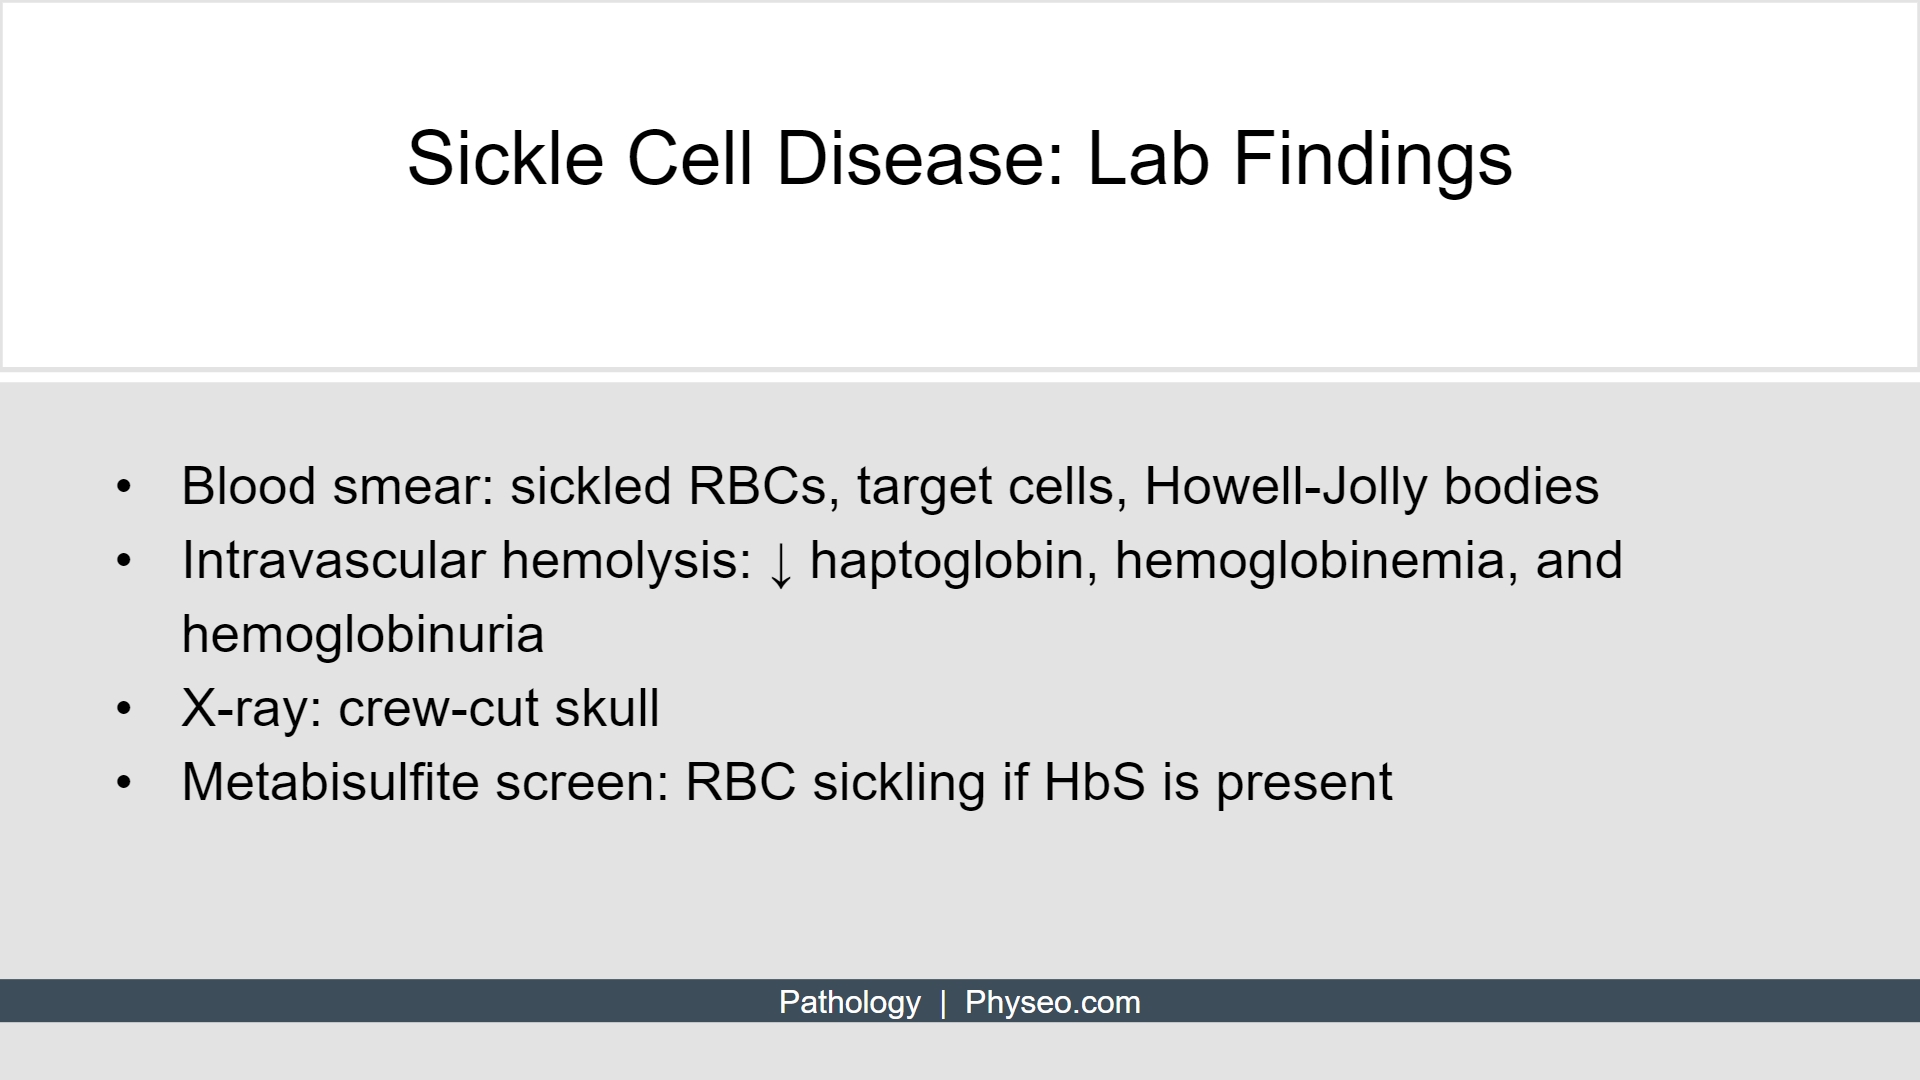 Sickle Cell Disease: Lab Findings
• Blood smear: sickled RBCs, target cells, Howell-Jolly bodies
• Intravascular hemolysis: ↓ haptoglobin, hemoglobinemia, and
hemoglobinuria
• X-ray: crew-cut skull
• Metabisulfite screen: RBC sickling if HbS is present
Pathology | Physeo.com